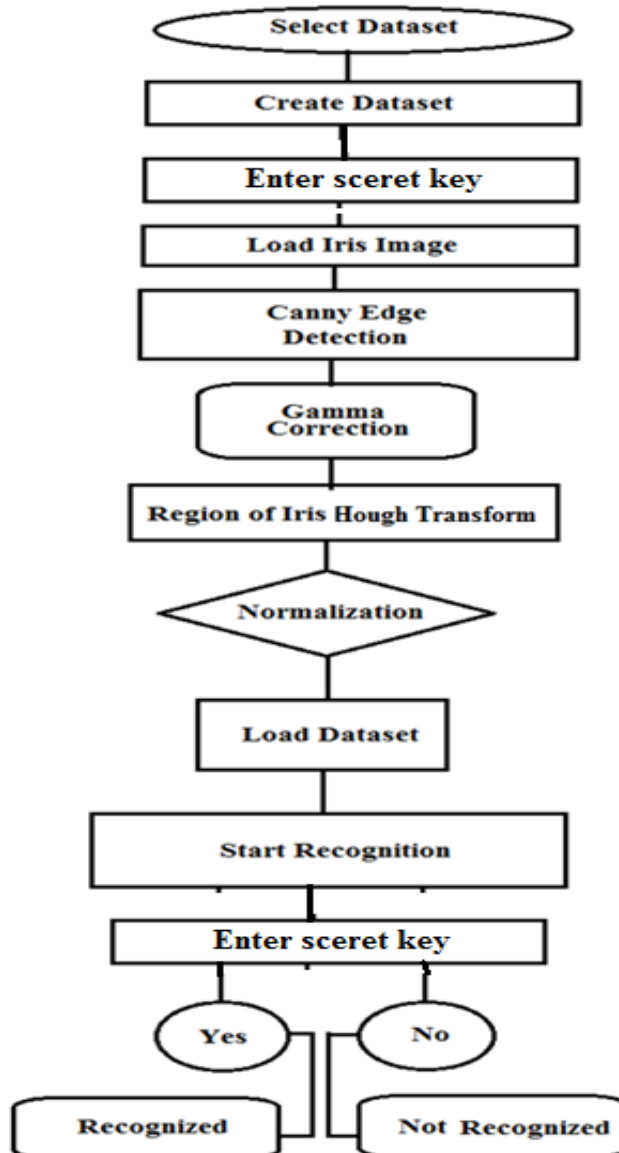 Select Dataset
Create Dataset
Enter sceret key
Load Iris Image
Canny Edge
Detection
Gamma
Correction
Region of Iris Hough Transform
Normalization
Load Dataset
Start Recognition
Enter sceret key
Yes
No
Recognized
Not Recognized